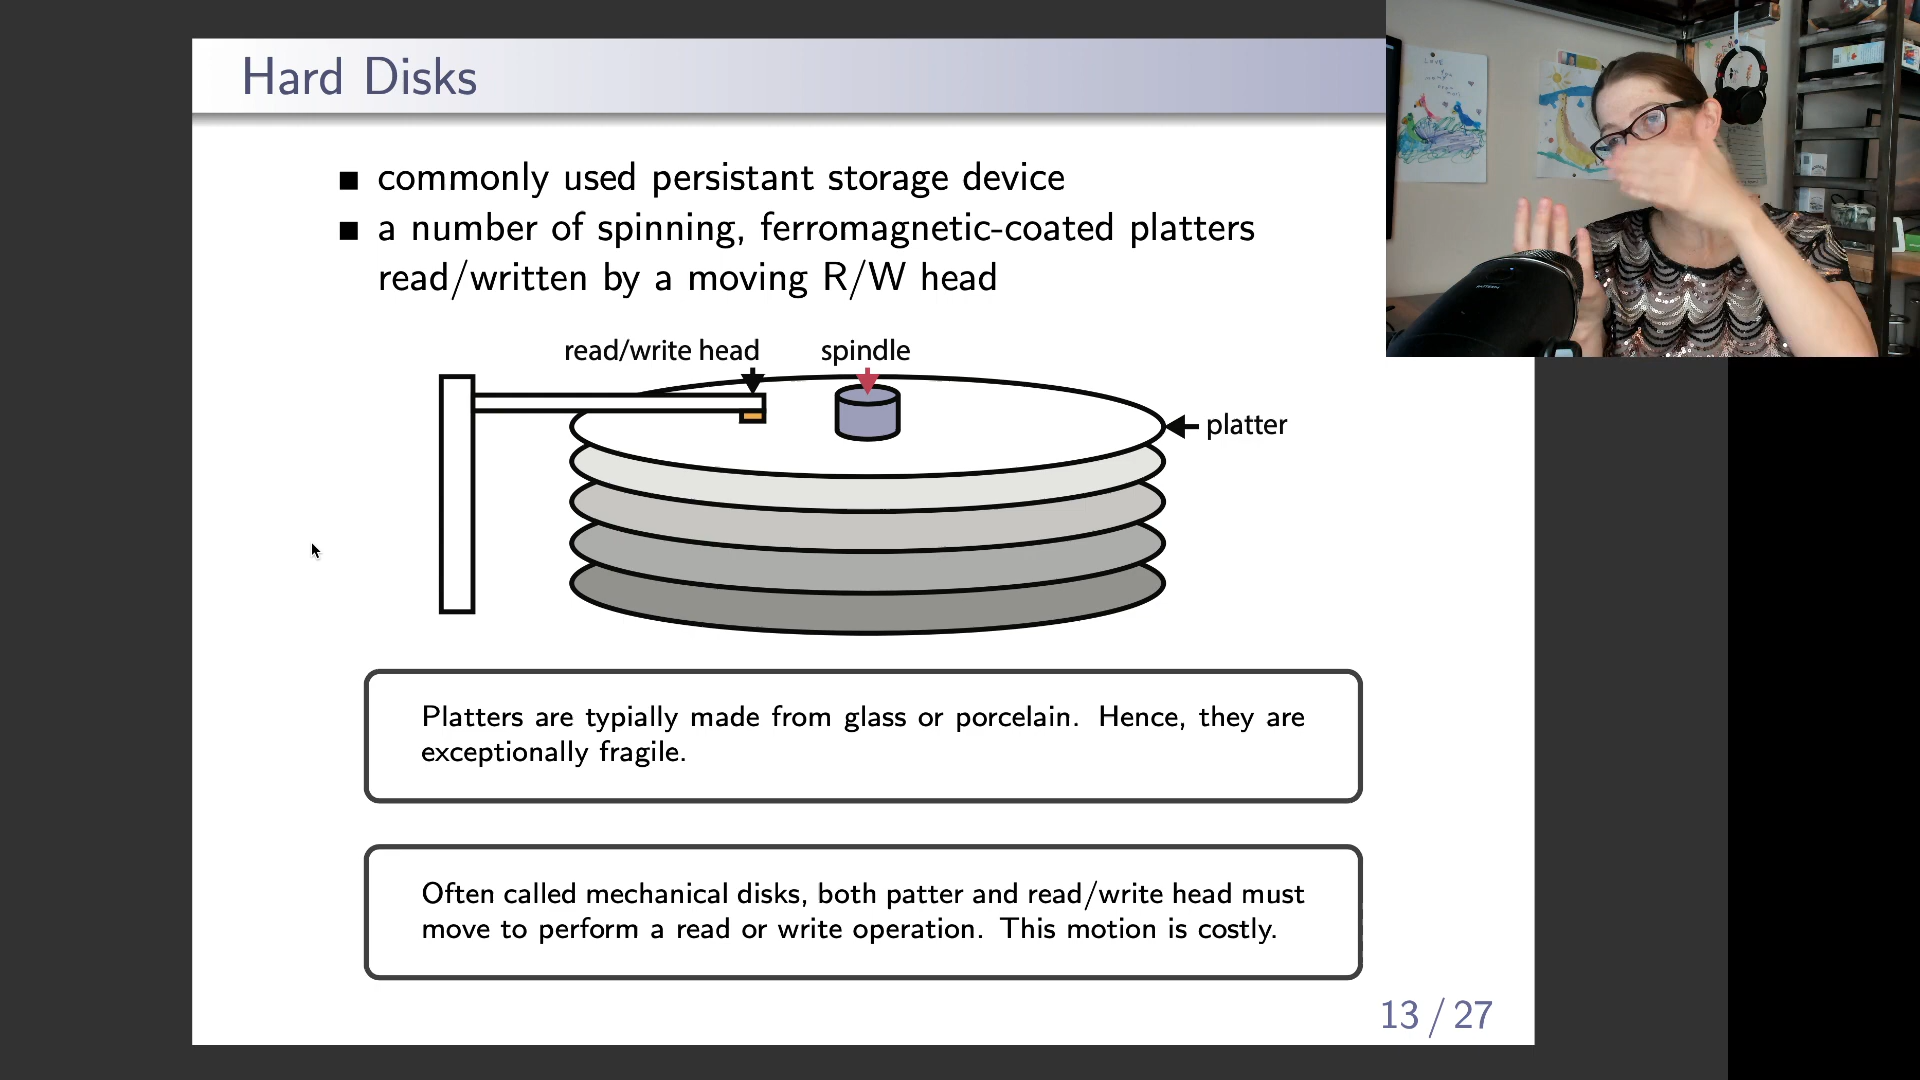 Hard Disks
commonly used persistant storage device
a number of spinning, ferromagnetic-coated platters
read/written by a moving R/W head
read/write head
spindle
platter
Platters are typially made from glass or porcelain. Hence, they are
exceptionally fragile.
Often called mechanical disks, both patter and read/write head must
move to perform a read or write operation. This motion is costly.
13 / 27